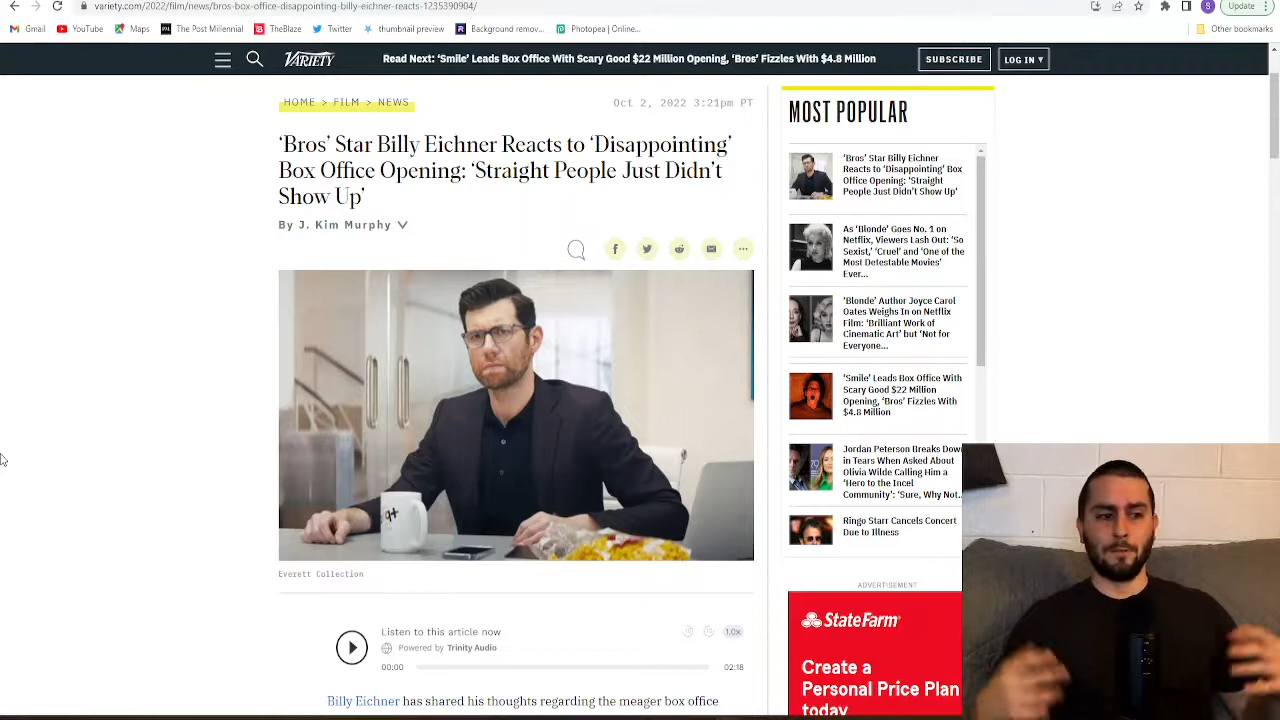 variety.com/2022/film/news/bros-box-office-disappointing-billy-eichner-reacts-1235390904/
Update
Gmail
YouTube
Maps
The Post Millennial
TheBlaze
Twitter
thumbnail preview
Background remov...
Photopea | Online...
Other bookmarks
VARIETY
Read Next: ‘Smile’ Leads Box Office With Scary Good $22 Million Opening, ‘Bros’ Fizzles With $4.8 Million
SUBSCRIBE
LOG IN ▾
HOME > FILM > NEWS
Oct 2, 2022 3:21pm PT
‘Bros’ Star Billy Eichner Reacts to ‘Disappointing’
Box Office Opening: ‘Straight People Just Didn’t
Show Up’
By J. Kim Murphy
Everett Collection
Listen to this article now
Powered by Trinity Audio
1.0x
00:00
02:18
Billy Eichner has shared his thoughts regarding the meager box office
MOST POPULAR
‘Bros’ Star Billy Eichner
Reacts to ‘Disappointing’ Box
Office Opening: ‘Straight
People Just Didn’t Show Up’
As ‘Blonde’ Goes No. 1 on
Netflix, Viewers Lash Out: ‘So
Sexist,’ ‘Cruel’ and ‘One of the
Most Detestable Movies’
Ever...
‘Blonde’ Author Joyce Carol
Oates Weighs In on Netflix
Film: ‘Brilliant Work of
Cinematic Art’ but ‘Not for
Everyone...
‘Smile’ Leads Box Office With
Scary Good $22 Million
Opening, ‘Bros’ Fizzles With
$4.8 Million
Jordan Peterson Breaks Down
in Tears When Asked About
Olivia Wilde Calling Him a
‘Hero to the Incel
Community’: ‘Sure, Why Not...
Ringo Starr Cancels Concert
Due to Illness
ADVERTISEMENT
StateFarm
Create a
Personal Price Plan
today.